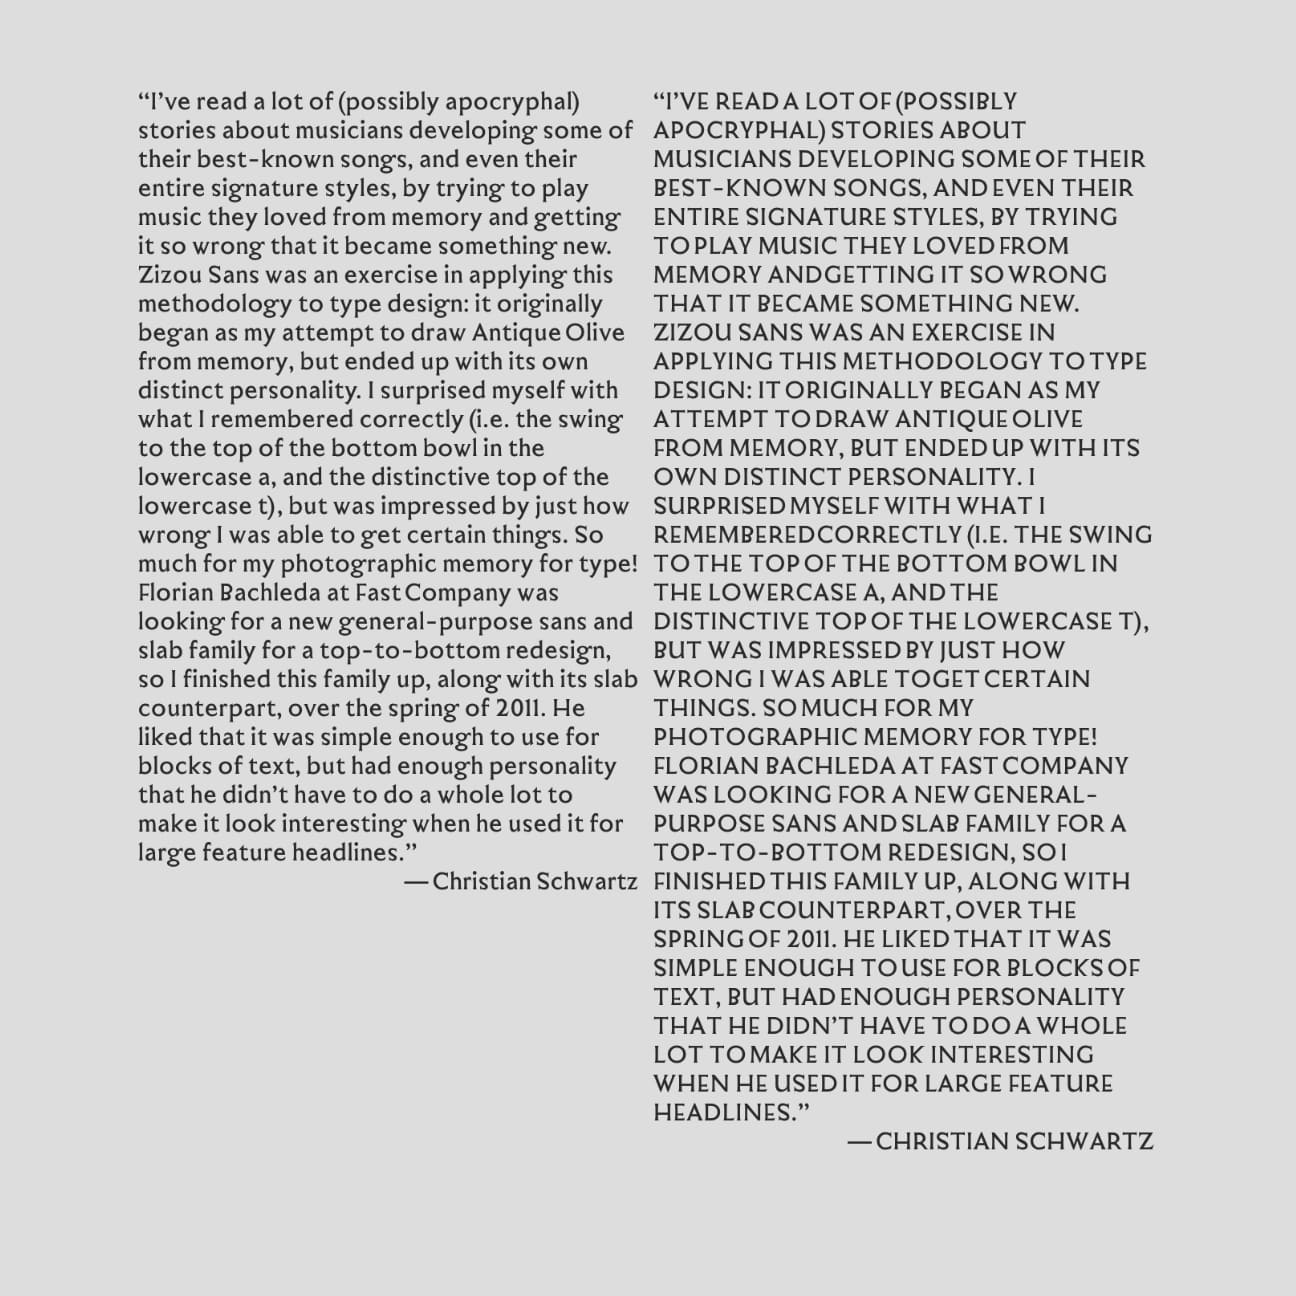 “I’ve read a lot of (possibly apocryphal)
stories about musicians developing some of
their best-known songs, and even their
entire signature styles, by trying to play
music they loved from memory and getting
it so wrong that it became something new.
Zizou Sans was an exercise in applying this
methodology to type design: it originally
began as my attempt to draw Antique Olive
from memory, but ended up with its own
distinct personality. I surprised myself with
what I remembered correctly (i.e. the swing
to the top of the bottom bowl in the
lowercase a, and the distinctive top of the
lowercase t), but was impressed by just how
wrong I was able to get certain things. So
much for my photographic memory for type!
Florian Bachleda at Fast Company was
looking for a new general-purpose sans and
slab family for a top-to-bottom redesign,
so I finished this family up, along with its slab
counterpart, over the spring of 2011. He
liked that it was simple enough to use for
blocks of text, but had enough personality
that he didn’t have to do a whole lot to
make it look interesting when he used it for
large feature headlines.”
— Christian Schwartz
“I’VE READ A LOT OF (POSSIBLY
APOCRYPHAL) STORIES ABOUT
MUSICIANS DEVELOPING SOME OF THEIR
BEST-KNOWN SONGS, AND EVEN THEIR
ENTIRE SIGNATURE STYLES, BY TRYING
TO PLAY MUSIC THEY LOVED FROM
MEMORY AND GETTING IT SO WRONG
THAT IT BECAME SOMETHING NEW.
ZIZOU SANS WAS AN EXERCISE IN
APPLYING THIS METHODOLOGY TO TYPE
DESIGN: IT ORIGINALLY BEGAN AS MY
ATTEMPT TO DRAW ANTIQUE OLIVE
FROM MEMORY, BUT ENDED UP WITH ITS
OWN DISTINCT PERSONALITY. I
SURPRISED MYSELF WITH WHAT I
REMEMBERED CORRECTLY (I.E. THE SWING
TO THE TOP OF THE BOTTOM BOWL IN
THE LOWERCASE A, AND THE
DISTINCTIVE TOP OF THE LOWERCASE T),
BUT WAS IMPRESSED BY JUST HOW
WRONG I WAS ABLE TO GET CERTAIN
THINGS. SO MUCH FOR MY
PHOTOGRAPHIC MEMORY FOR TYPE!
FLORIAN BACHLEDA AT FAST COMPANY
WAS LOOKING FOR A NEW GENERAL-
PURPOSE SANS AND SLAB FAMILY FOR A
TOP-TO-BOTTOM REDESIGN, SO I
FINISHED THIS FAMILY UP, ALONG WITH
ITS SLAB COUNTERPART, OVER THE
SPRING OF 2011. HE LIKED THAT IT WAS
SIMPLE ENOUGH TO USE FOR BLOCKS OF
TEXT, BUT HAD ENOUGH PERSONALITY
THAT HE DIDN’T HAVE TO DO A WHOLE
LOT TO MAKE IT LOOK INTERESTING
WHEN HE USED IT FOR LARGE FEATURE
HEADLINES.”
— CHRISTIAN SCHWARTZ